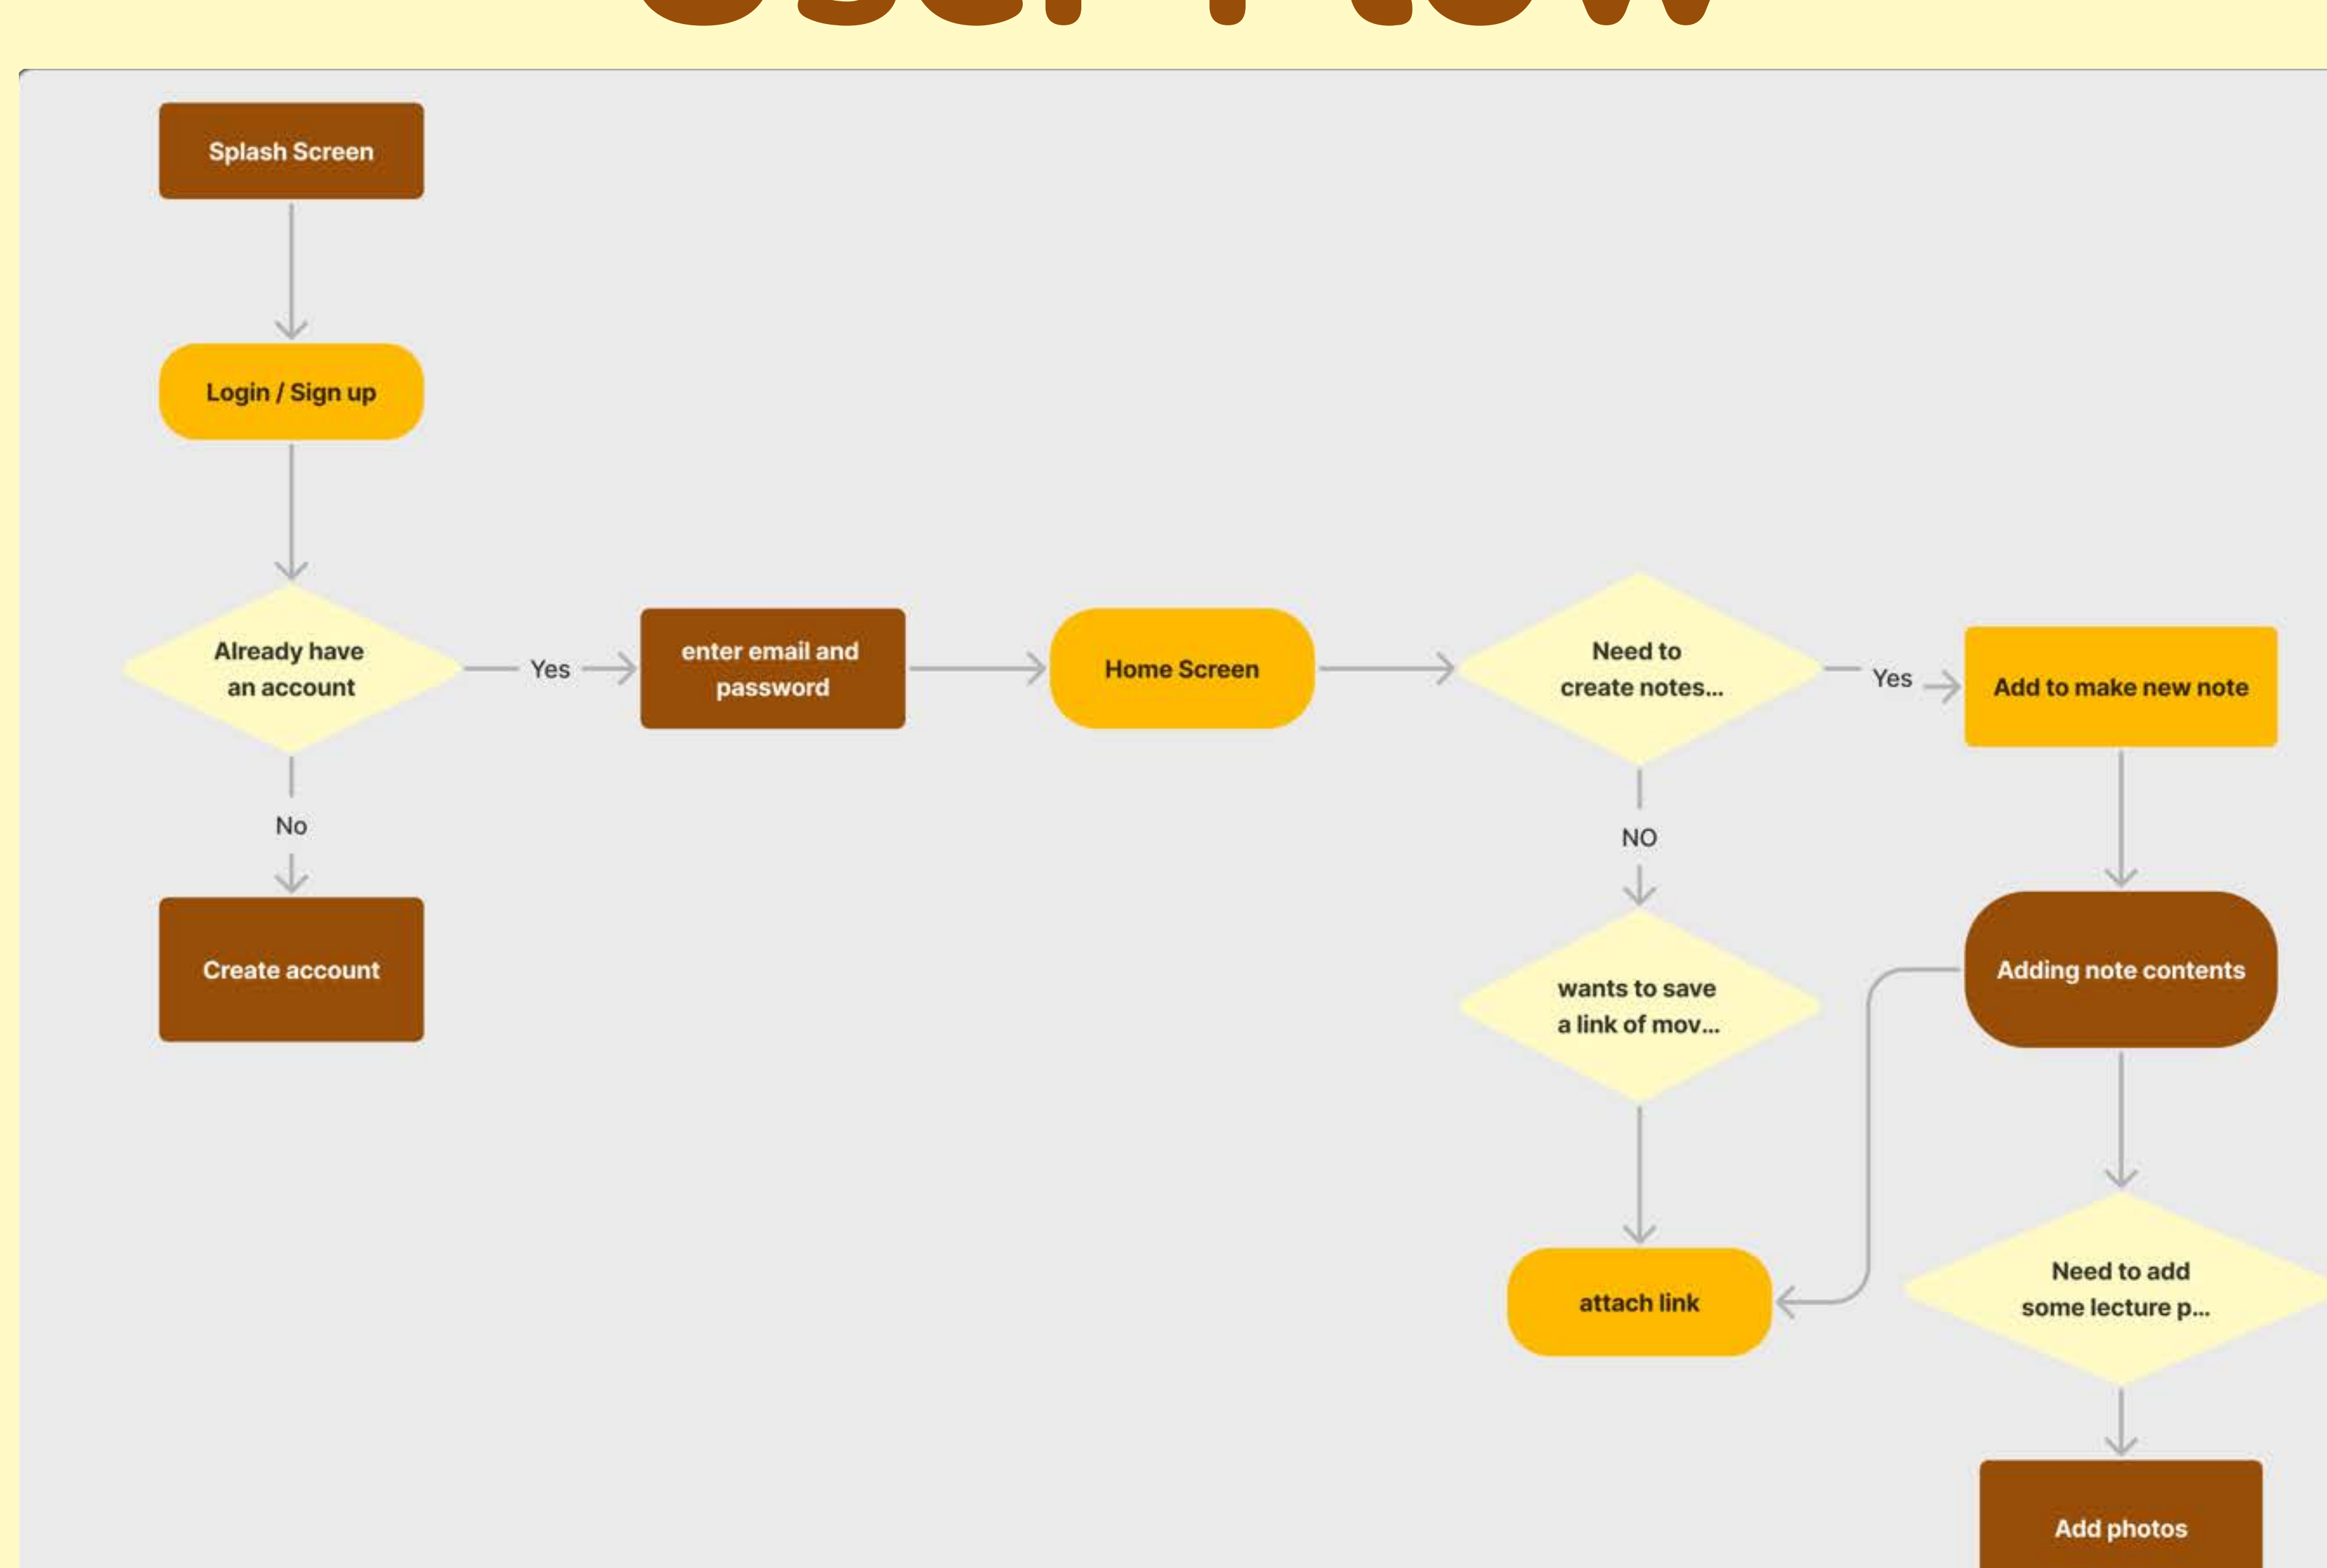 User Flow
Splash Screen
Login / Sign up
Already have
an account
Yes
enter email and
password
Home Screen
Need to
create notes...
Yes
Add to make new note
No
NO
Create account
wants to save
a link of mov...
Adding note contents
attach link
Need to add
some lecture p...
Add photos